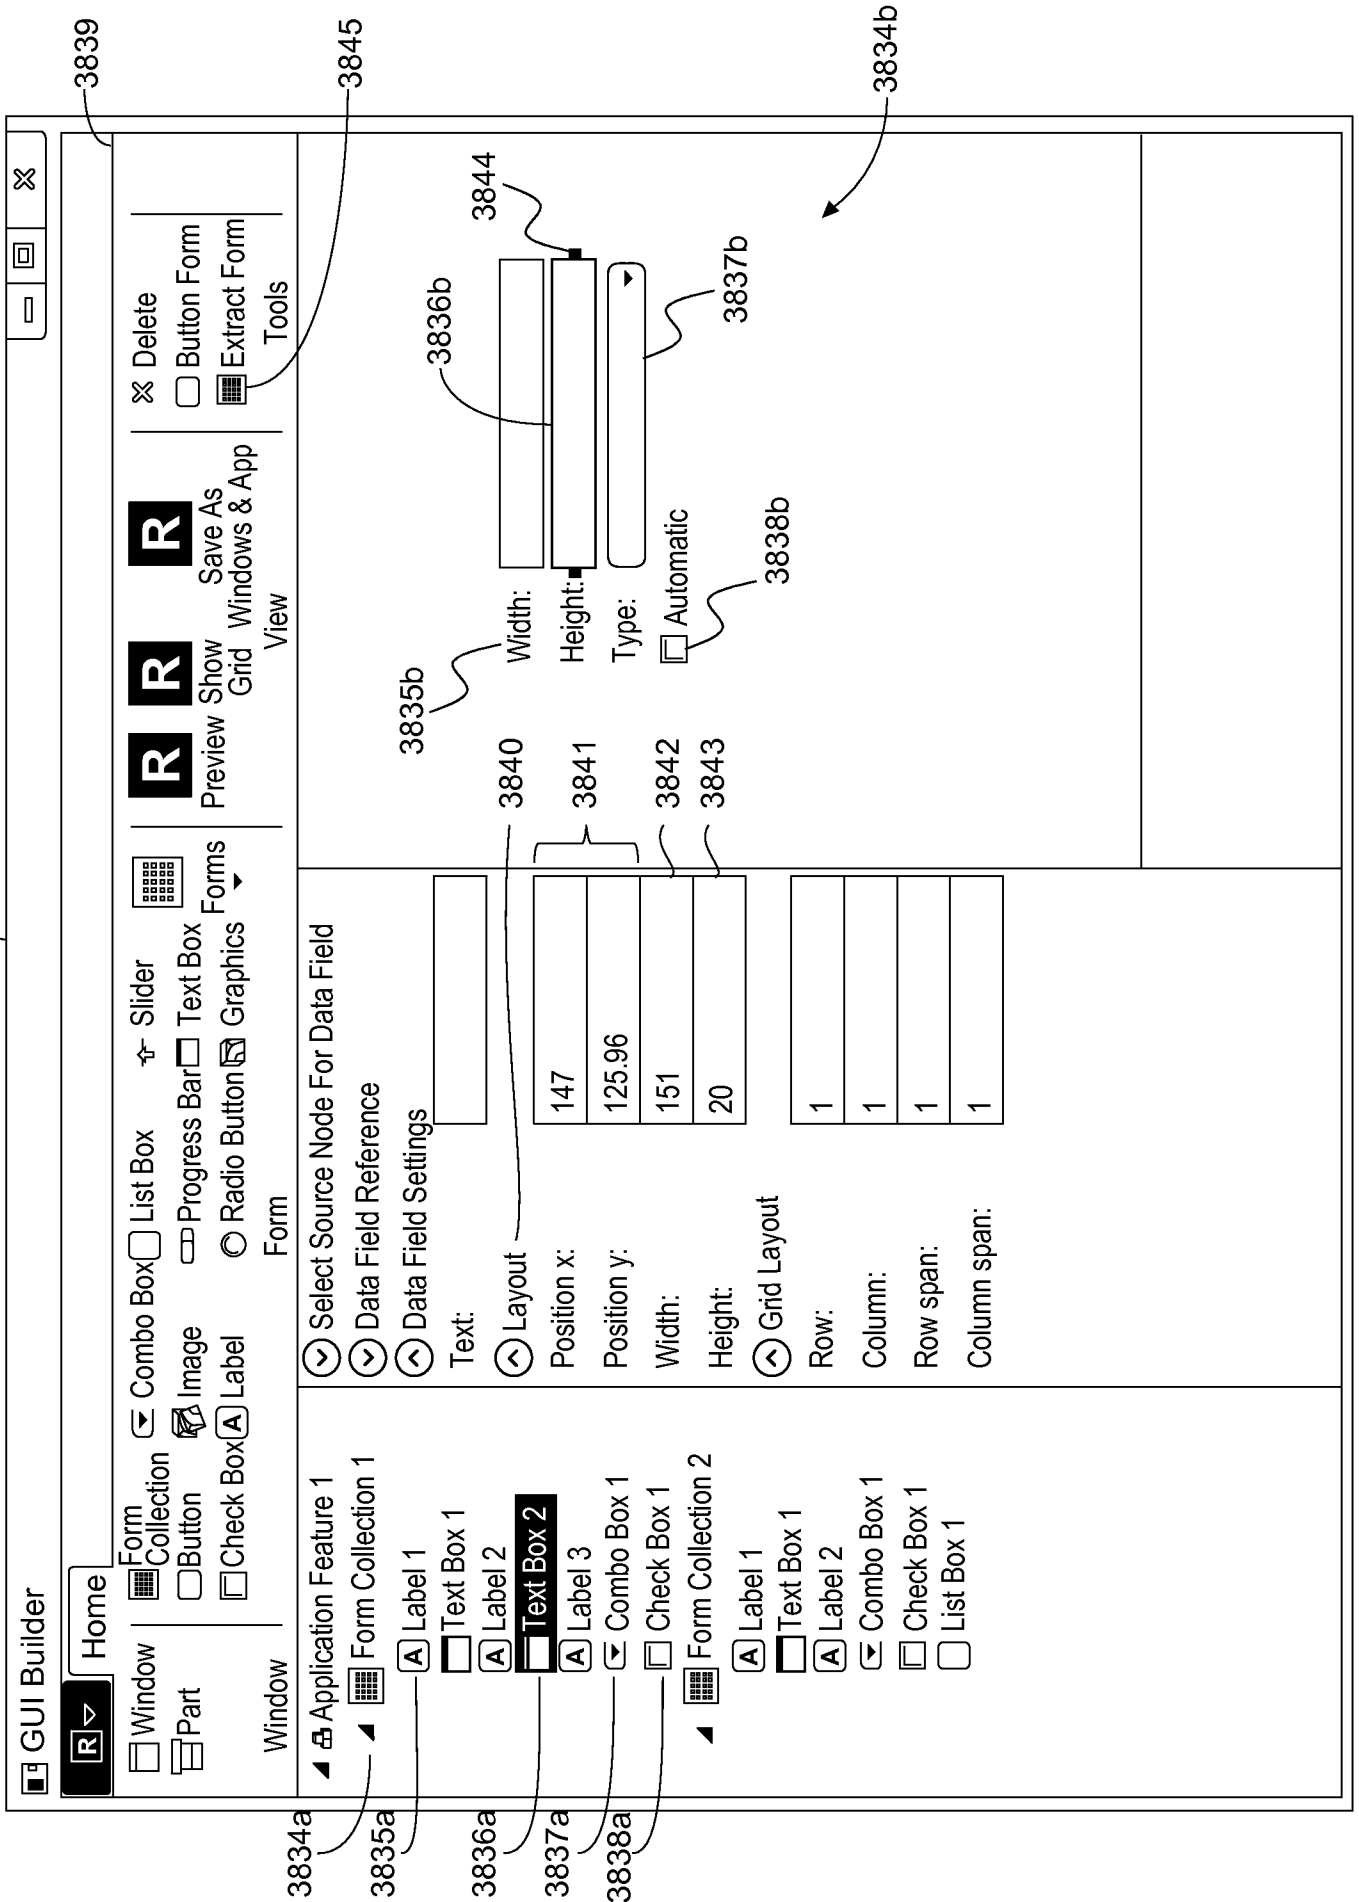 GUI Builder
R
Home
Window
Part
Window
Form
Collection
Button
Check Box
Combo Box
Image
A Label
List Box
Progress Bar
Radio Button
Slider
Text Box
Graphics
Form
Forms
R
Preview
R
Show
Grid
R
Save As
Windows & App
View
Delete
Button Form
Extract Form
Tools
3839
3845
Application Feature 1
Form Collection 1
A Label 1
Text Box 1
A Label 2
Text Box 2
A Label 3
Combo Box 1
Check Box 1
Form Collection 2
A Label 1
Text Box 1
A Label 2
Combo Box 1
Check Box 1
List Box 1
3834a
3835a
3836a
3837a
3838a
Select Source Node For Data Field
Data Field Reference
Data Field Settings
Text:
Layout
Position x: 147
Position y: 125.96
Width: 151
Height: 20
Grid Layout
Row: 1
Column: 1
Row span: 1
Column span: 1
3840
3841
3842
3843
3835b
Width:
Height:
Type:
Automatic
3836b
3844
3837b
3838b
3834b